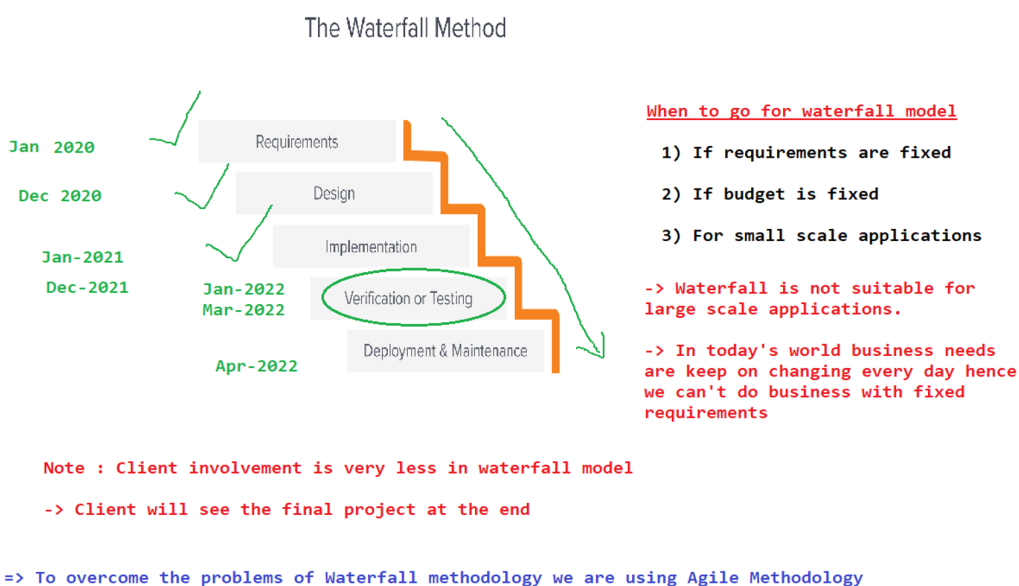 The Waterfall Method
Jan 2020
Requirements
Dec 2020
Design
Jan-2021
Implementation
Dec-2021
Jan-2022
Mar-2022
Verification or Testing
Apr-2022
Deployment & Maintenance
When to go for waterfall model
1) If requirements are fixed
2) If budget is fixed
3) For small scale applications
-> Waterfall is not suitable for
large scale applications.
-> In today's world business needs
are keep on changing every day hence
we can't do business with fixed
requirements
Note : Client involvement is very less in waterfall model
-> Client will see the final project at the end
=> To overcome the problems of Waterfall methodology we are using Agile Methodology